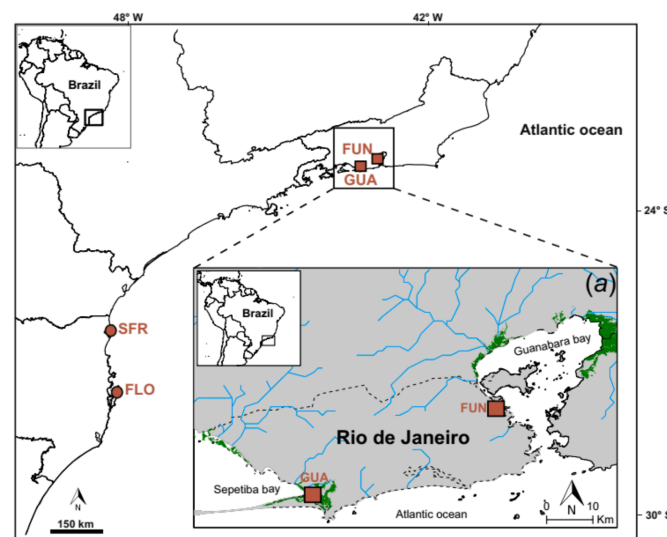 48° W
42° W
Brazil
Atlantic ocean
FUN
GUA
24° S
(a)
Brazil
Guanabara bay
SFR
FLO
FUN
Rio de Janeiro
GUA
Sepetiba bay
N
N
0 10
Km
150 km
Atlantic ocean
30° S